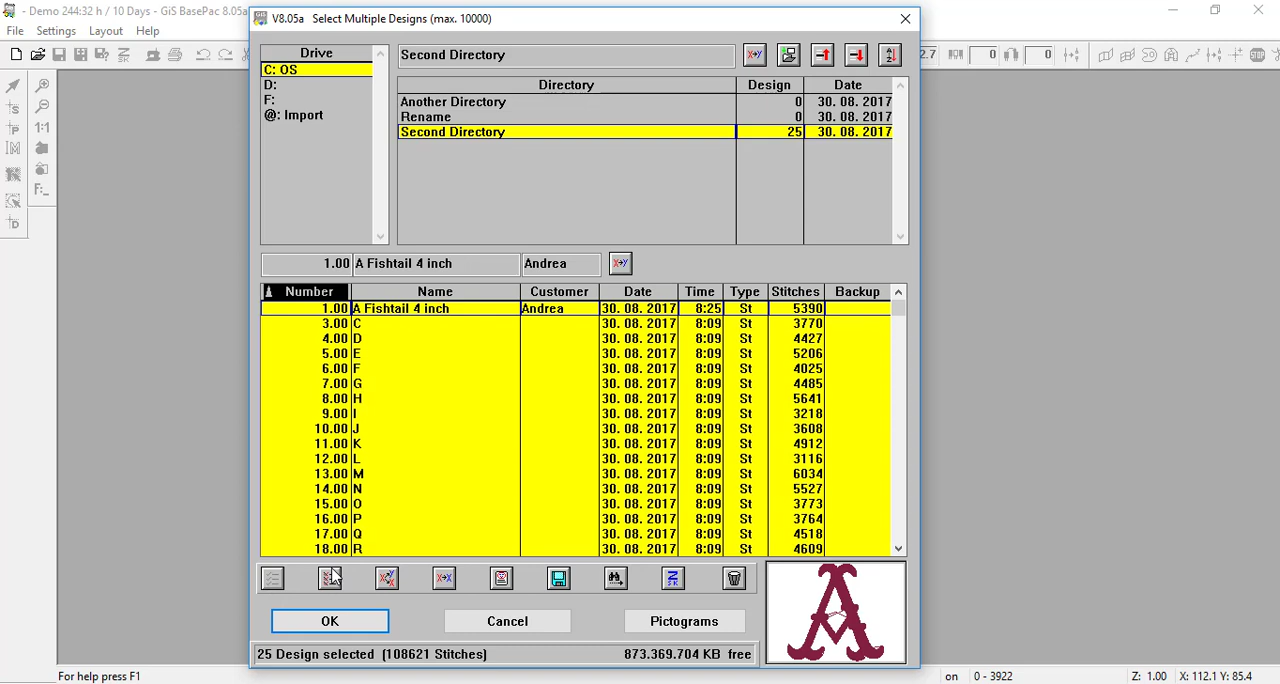 - Demo 244:32 h / 10 Days - GiS BasePac 8.05a
File Settings Layout Help
V8.05a Select Multiple Designs (max. 10000)
Drive
C: OS
D:
F:
@: Import
Second Directory
Directory Design Date
Another Directory 0 30. 08. 2017
Rename 0 30. 08. 2017
Second Directory 25 30. 08. 2017
1.00 A Fishtail 4 inch Andrea
Number Name Customer Date Time Type Stitches Backup
1.00 A Fishtail 4 inch Andrea 30. 08. 2017 8:25 St 5390
3.00 C 30. 08. 2017 8:09 St 3770
4.00 D 30. 08. 2017 8:09 St 4427
5.00 E 30. 08. 2017 8:09 St 5206
6.00 F 30. 08. 2017 8:09 St 4025
7.00 G 30. 08. 2017 8:09 St 4485
8.00 H 30. 08. 2017 8:09 St 5641
9.00 I 30. 08. 2017 8:09 St 3218
10.00 J 30. 08. 2017 8:09 St 3608
11.00 K 30. 08. 2017 8:09 St 4912
12.00 L 30. 08. 2017 8:09 St 3116
13.00 M 30. 08. 2017 8:09 St 6034
14.00 N 30. 08. 2017 8:09 St 5527
15.00 O 30. 08. 2017 8:09 St 3773
16.00 P 30. 08. 2017 8:09 St 3764
17.00 Q 30. 08. 2017 8:09 St 4518
18.00 R 30. 08. 2017 8:09 St 4609
OK Cancel Pictograms
A
25 Design selected (108621 Stitches) 873.369.704 KB free
2.7 0 0
1:1
For help press F1 on 0 - 3922 Z: 1.00 X: 112.1 Y: 85.4